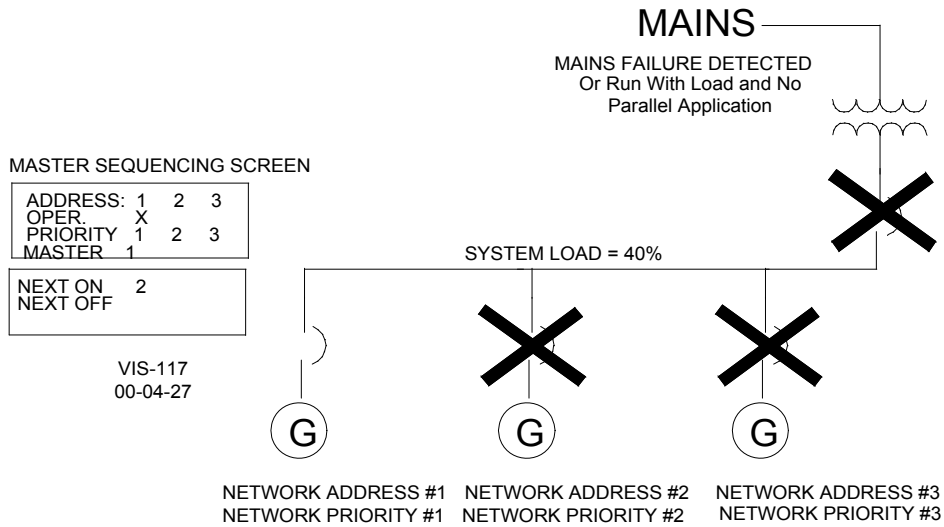 MAINS
MAINS FAILURE DETECTED
Or Run With Load and No
Parallel Application
MASTER SEQUENCING SCREEN
ADDRESS: 1 2 3
OPER. X
PRIORITY 1 2 3
MASTER 1
NEXT ON 2
NEXT OFF
VIS-117
00-04-27
SYSTEM LOAD = 40%
G G G
NETWORK ADDRESS #1 NETWORK ADDRESS #2 NETWORK ADDRESS #3
NETWORK PRIORITY #1 NETWORK PRIORITY #2 NETWORK PRIORITY #3